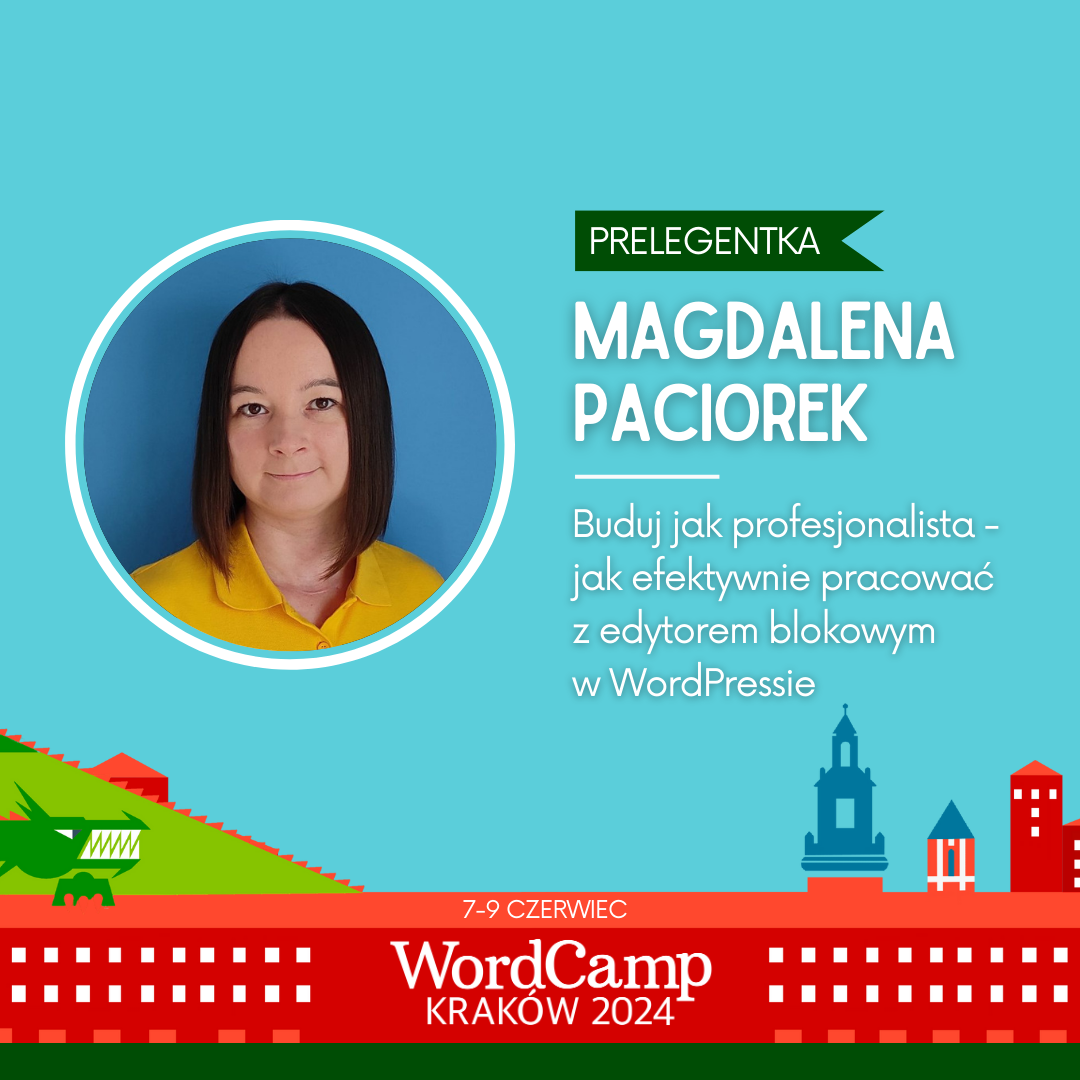 PRELEGENTKA
MAGDALENA
PACIOREK
Buduj jak profesjonalista -
jak efektywnie pracować
z edytorem blokowym
w WordPressie
7-9 CZERWIEC
WordCamp
KRAKÓW 2024